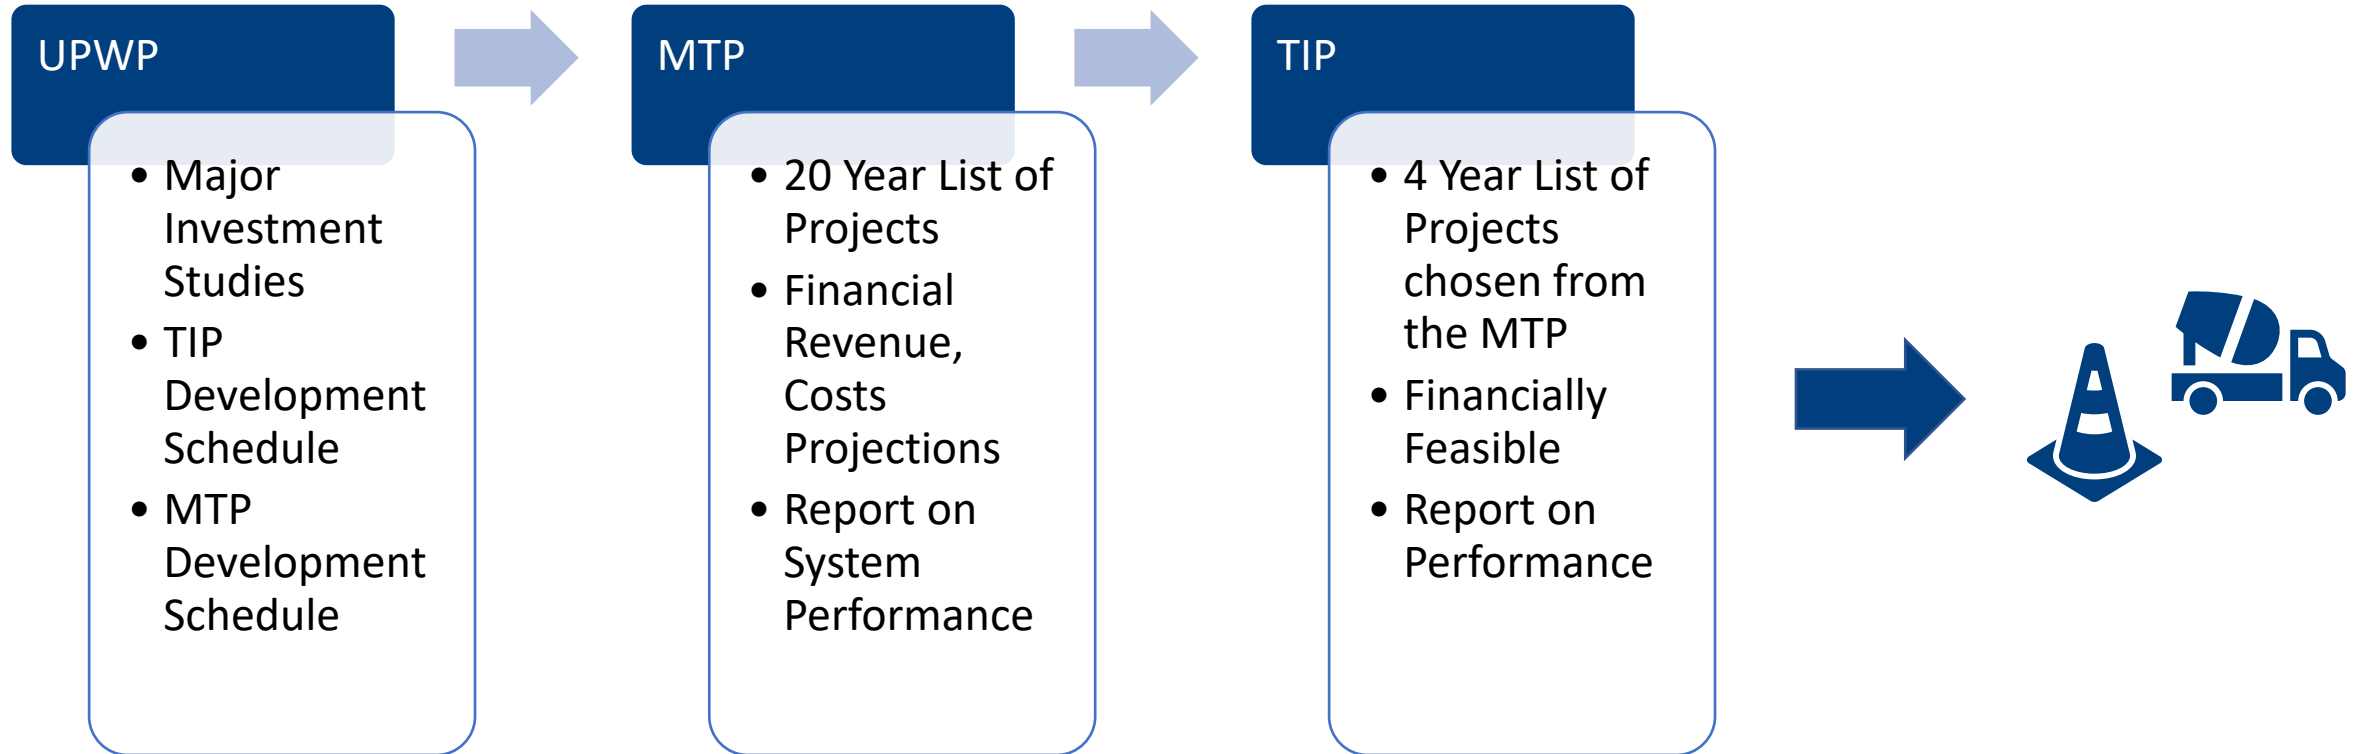 UPWP
• Major
Investment
Studies
• TIP
Development
Schedule
• MTP
Development
Schedule
MTP
• 20 Year List of
Projects
• Financial
Revenue,
Costs
Projections
• Report on
System
Performance
TIP
• 4 Year List of
Projects
chosen from
the MTP
• Financially
Feasible
• Report on
Performance